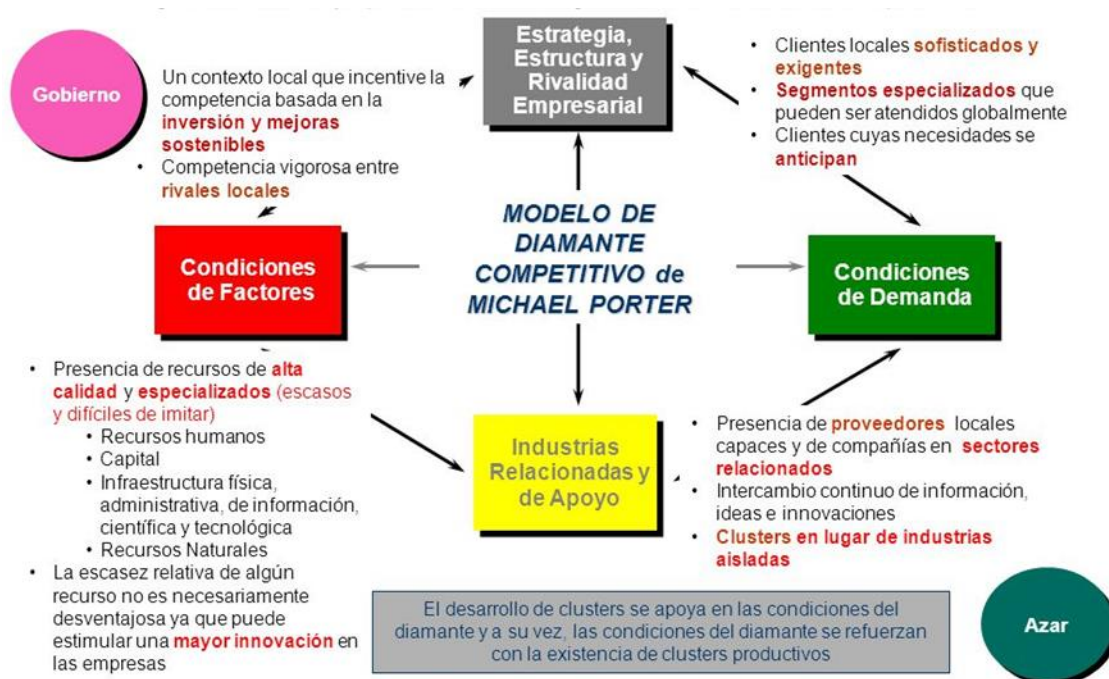 Estrategia,
Estructura y
Rivalidad
Empresarial
Gobierno
Un contexto local que incentive la
competencia basada en la
inversión y mejoras
sostenibles
• Competencia vigorosa entre
rivales locales
• Clientes locales sofisticados y
exigentes
• Segmentos especializados que
pueden ser atendidos globalmente
• Clientes cuyas necesidades se
anticipan
MODELO DE
DIAMANTE
COMPETITIVO de
MICHAEL PORTER
Condiciones
de Factores
Condiciones
de Demanda
• Presencia de recursos de alta
calidad y especializados (escasos
y difíciles de imitar)
• Recursos humanos
• Capital
• Infraestructura física,
administrativa, de información,
científica y tecnológica
• Recursos Naturales
• La escasez relativa de algún
recurso no es necesariamente
desventajosa ya que puede
estimular una mayor innovación en
las empresas
Industrias
Relacionadas y
de Apoyo
• Presencia de proveedores locales
capaces y de compañías en sectores
relacionados
• Intercambio continuo de información,
ideas e innovaciones
• Clusters en lugar de industrias
aisladas
El desarrollo de clusters se apoya en las condiciones del
diamante y a su vez, las condiciones del diamante se refuerzan
con la existencia de clusters productivos
Azar